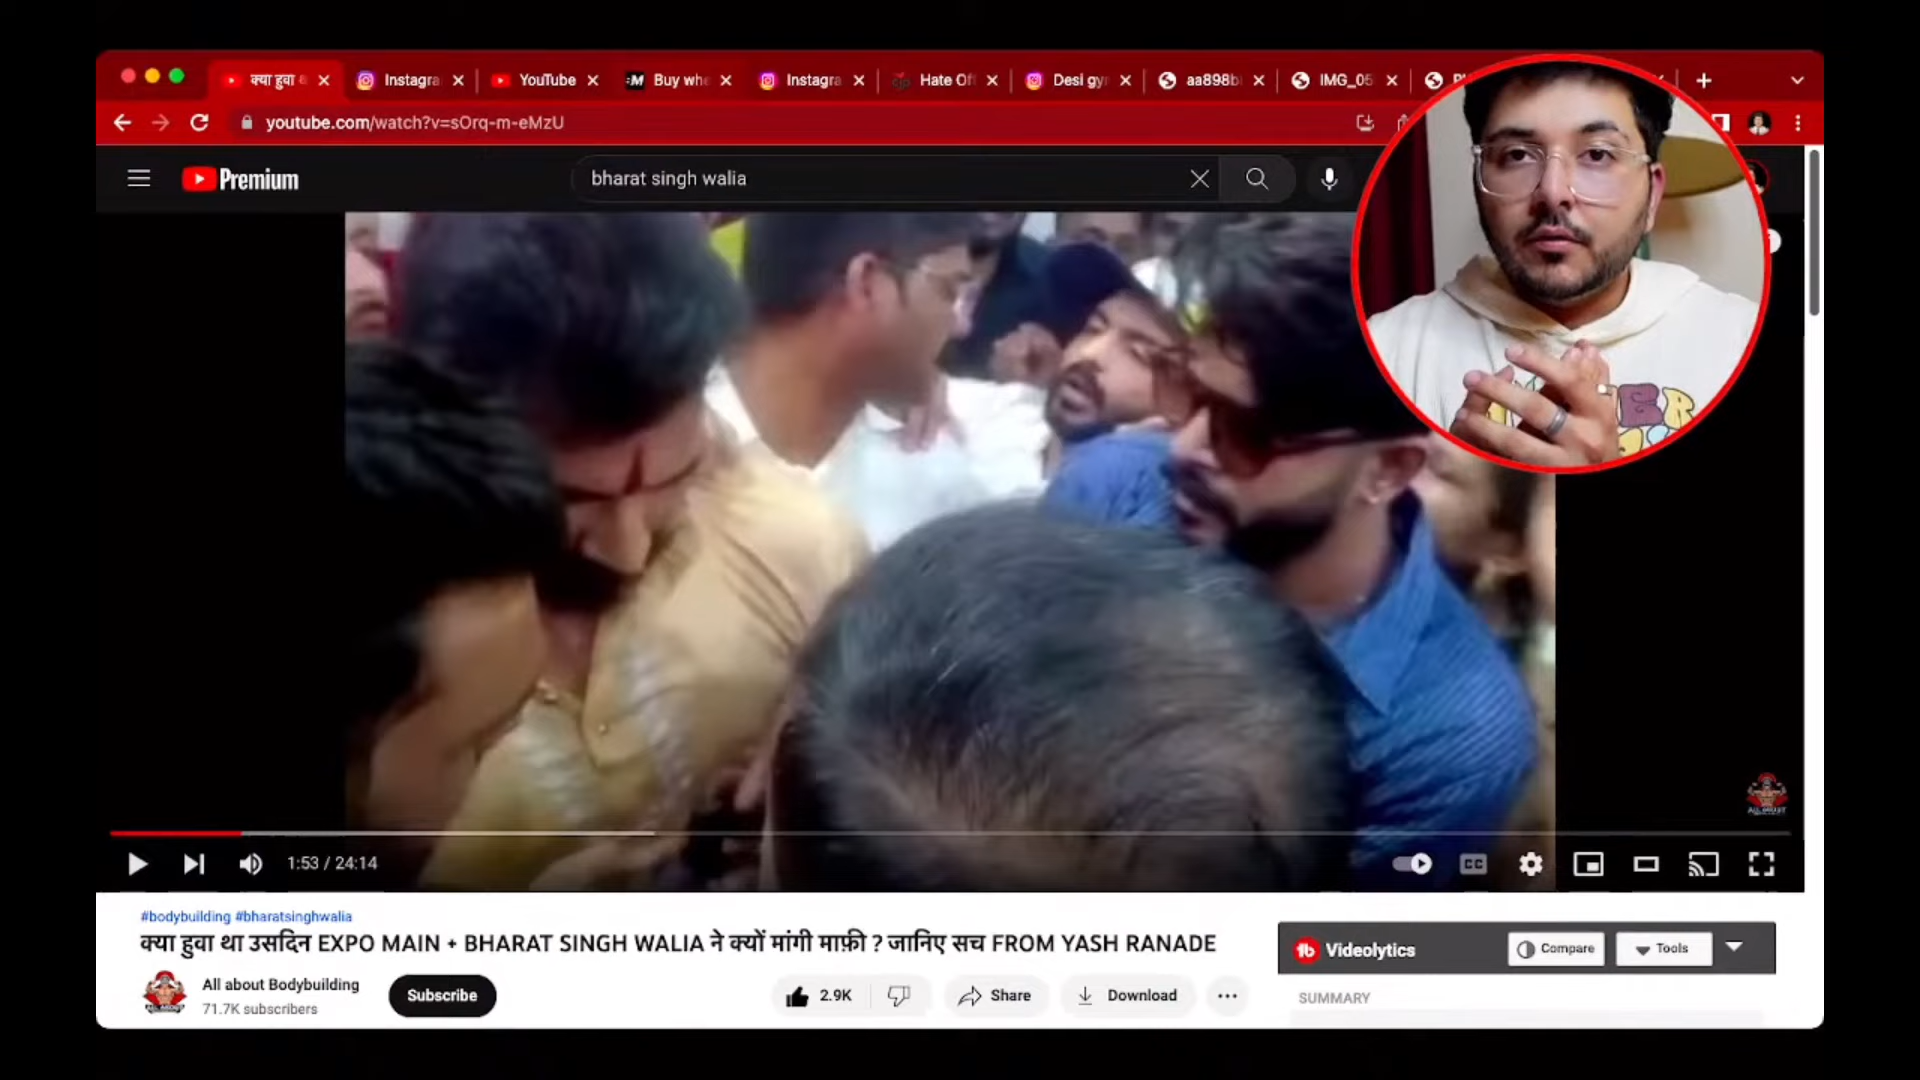 क्या हुवा थ
Instagra
YouTube
Buy whe
Instagra
Hate Of
Desi gyr
aa898b
IMG_05
youtube.com/watch?v=sOrq-m-eMzU
Premium
bharat singh walia
1:53 / 24:14
CC
#bodybuilding #bharatsinghwalia
क्या हुवा था उसदिन EXPO MAIN + BHARAT SINGH WALIA ने क्यों मांगी माफ़ी ? जानिए सच FROM YASH RANADE
All about Bodybuilding
71.7K subscribers
Subscribe
2.9K
Share
Download
Videolytics
Compare
Tools
SUMMARY